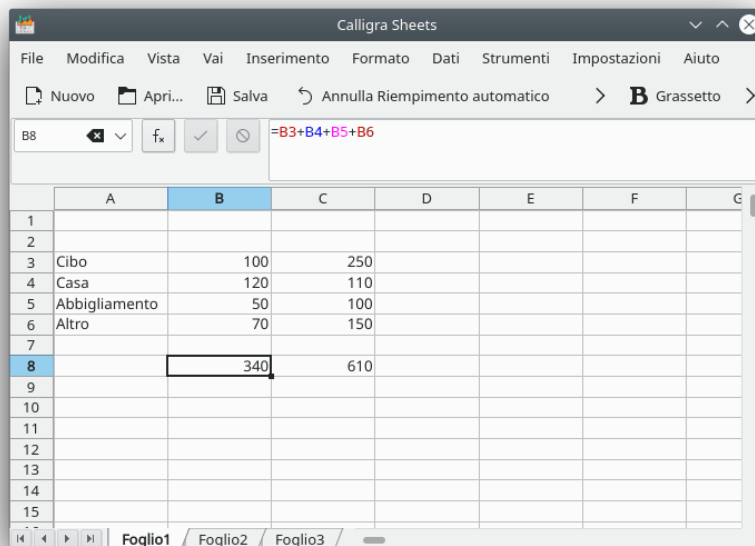 Calligra Sheets
File Modifica Vista Vai Inserimento Formato Dati Strumenti Impostazioni Aiuto
Nuovo Apri... Salva Annulla Riempimento automatico B Grassetto
B8 fx =B3+B4+B5+B6
A B C D E F G
1
2
3 Cibo 100 250
4 Casa 120 110
5 Abbigliamento 50 100
6 Altro 70 150
7
8 340 610
9
10
11
12
13
14
15
Foglio1 Foglio2 Foglio3